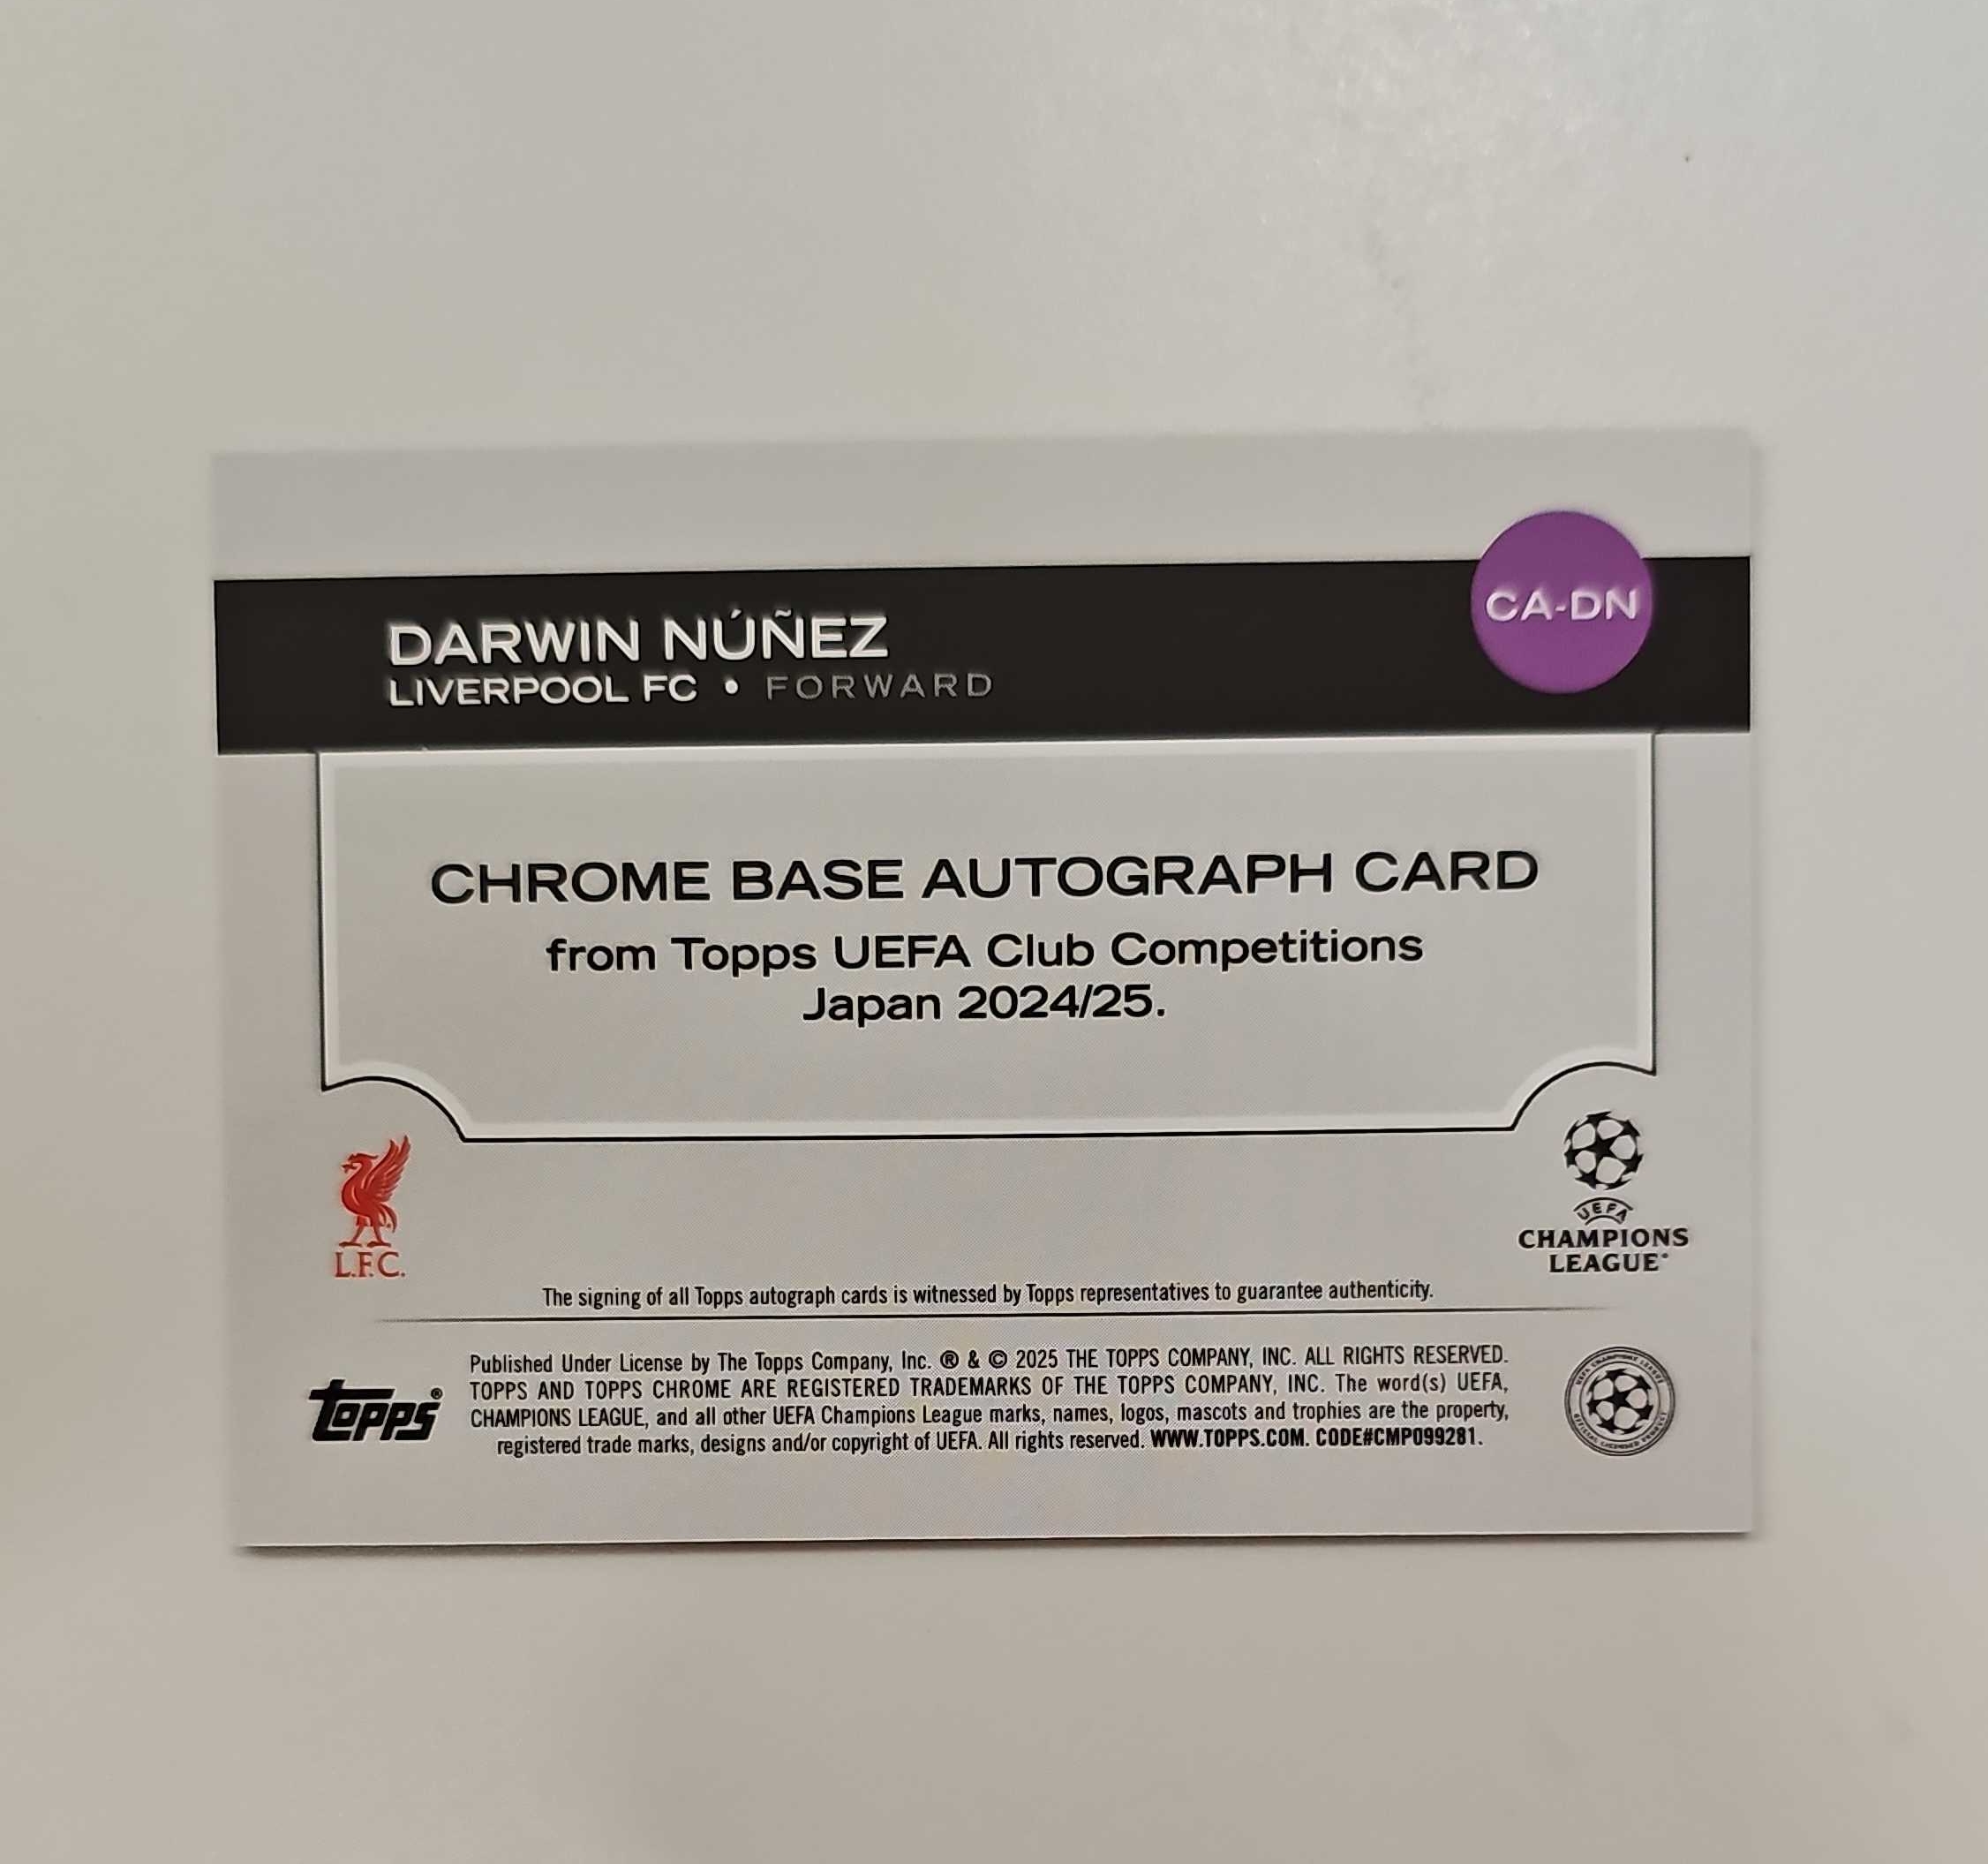 DARWIN NÚÑEZ
LIVERPOOL FC • FORWARD
CA-DN
CHROME BASE AUTOGRAPH CARD
from Topps UEFA Club Competitions
Japan 2024/25.
L.F.C.
UEFA
CHAMPIONS
LEAGUE
The signing of all Topps autograph cards is witnessed by Topps representatives to guarantee authenticity.
topps®
Published Under License by The Topps Company, Inc. ® & © 2025 THE TOPPS COMPANY, INC. ALL RIGHTS RESERVED.
TOPPS AND TOPPS CHROME ARE REGISTERED TRADEMARKS OF THE TOPPS COMPANY, INC. The word(s) UEFA,
CHAMPIONS LEAGUE, and all other UEFA Champions League marks, names, logos, mascots and trophies are the property,
registered trade marks, designs and/or copyright of UEFA. All rights reserved. WWW.TOPPS.COM. CODE#CMP099281.